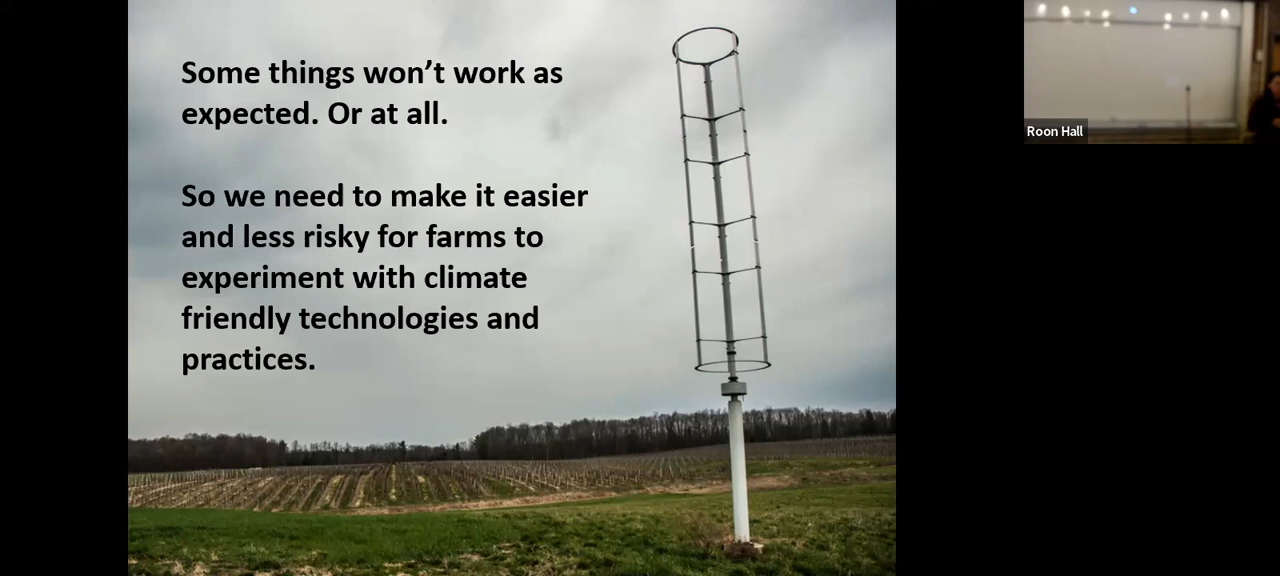 Some things won’t work as
expected. Or at all.
So we need to make it easier
and less risky for farms to
experiment with climate
friendly technologies and
practices.
Roon Hall